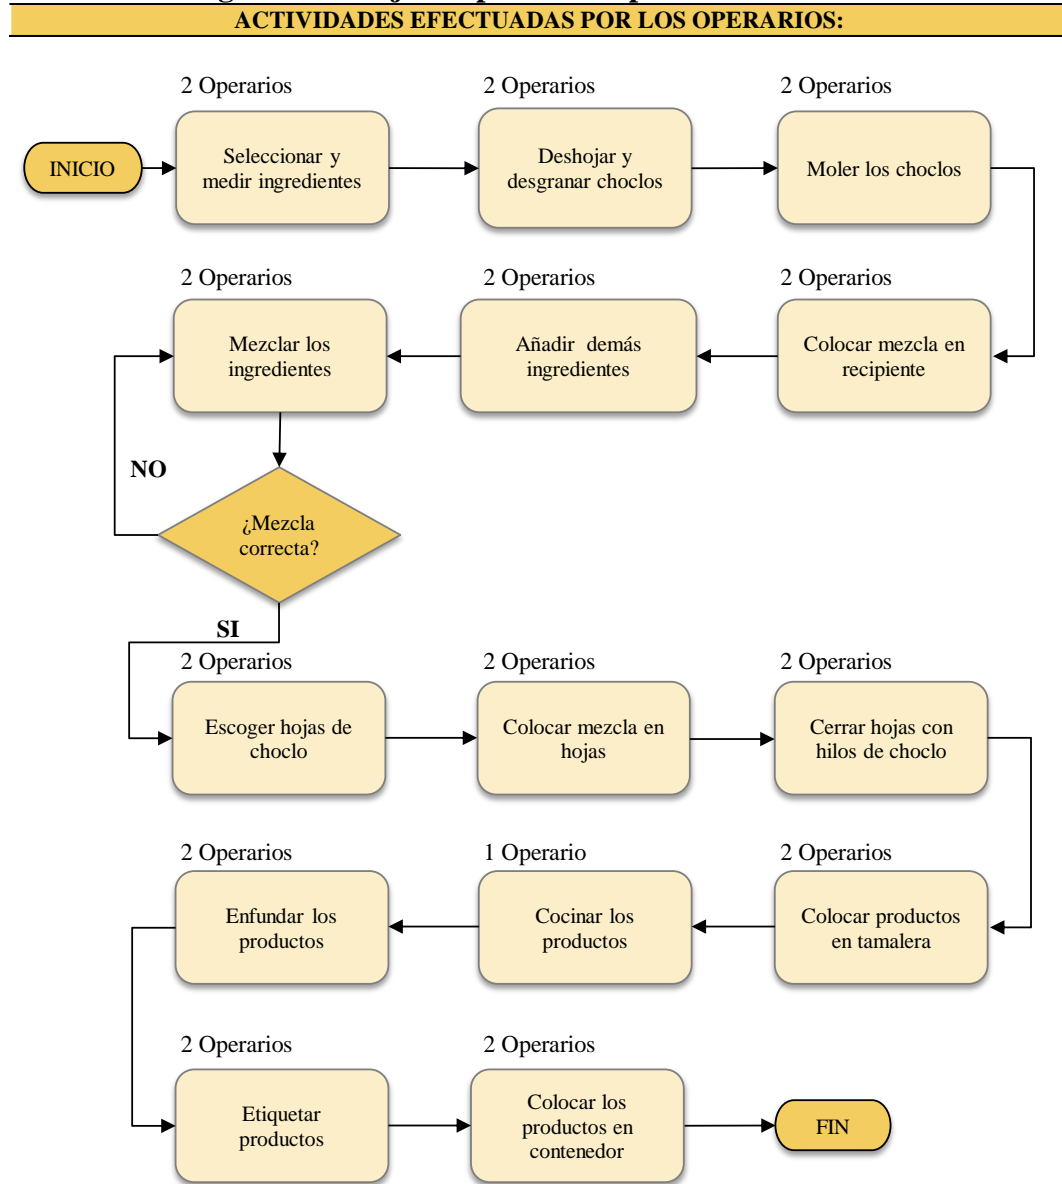 ACTIVIDADES EFECTUADAS POR LOS OPERARIOS:
2 Operarios
2 Operarios
2 Operarios
INICIO
Seleccionar y
medir ingredientes
Deshojar y
desgranar choclos
Moler los choclos
2 Operarios
2 Operarios
2 Operarios
Mezclar los
ingredientes
Añadir demás
ingredientes
Colocar mezcla en
recipiente
NO
¿Mezcla
correcta?
SI
2 Operarios
2 Operarios
2 Operarios
Escoger hojas de
choclo
Colocar mezcla en
hojas
Cerrar hojas con
hilos de choclo
2 Operarios
1 Operario
2 Operarios
Enfundar los
productos
Cocinar los
productos
Colocar productos
en tamalera
2 Operarios
2 Operarios
Etiquetar
productos
Colocar los
productos en
contenedor
FIN